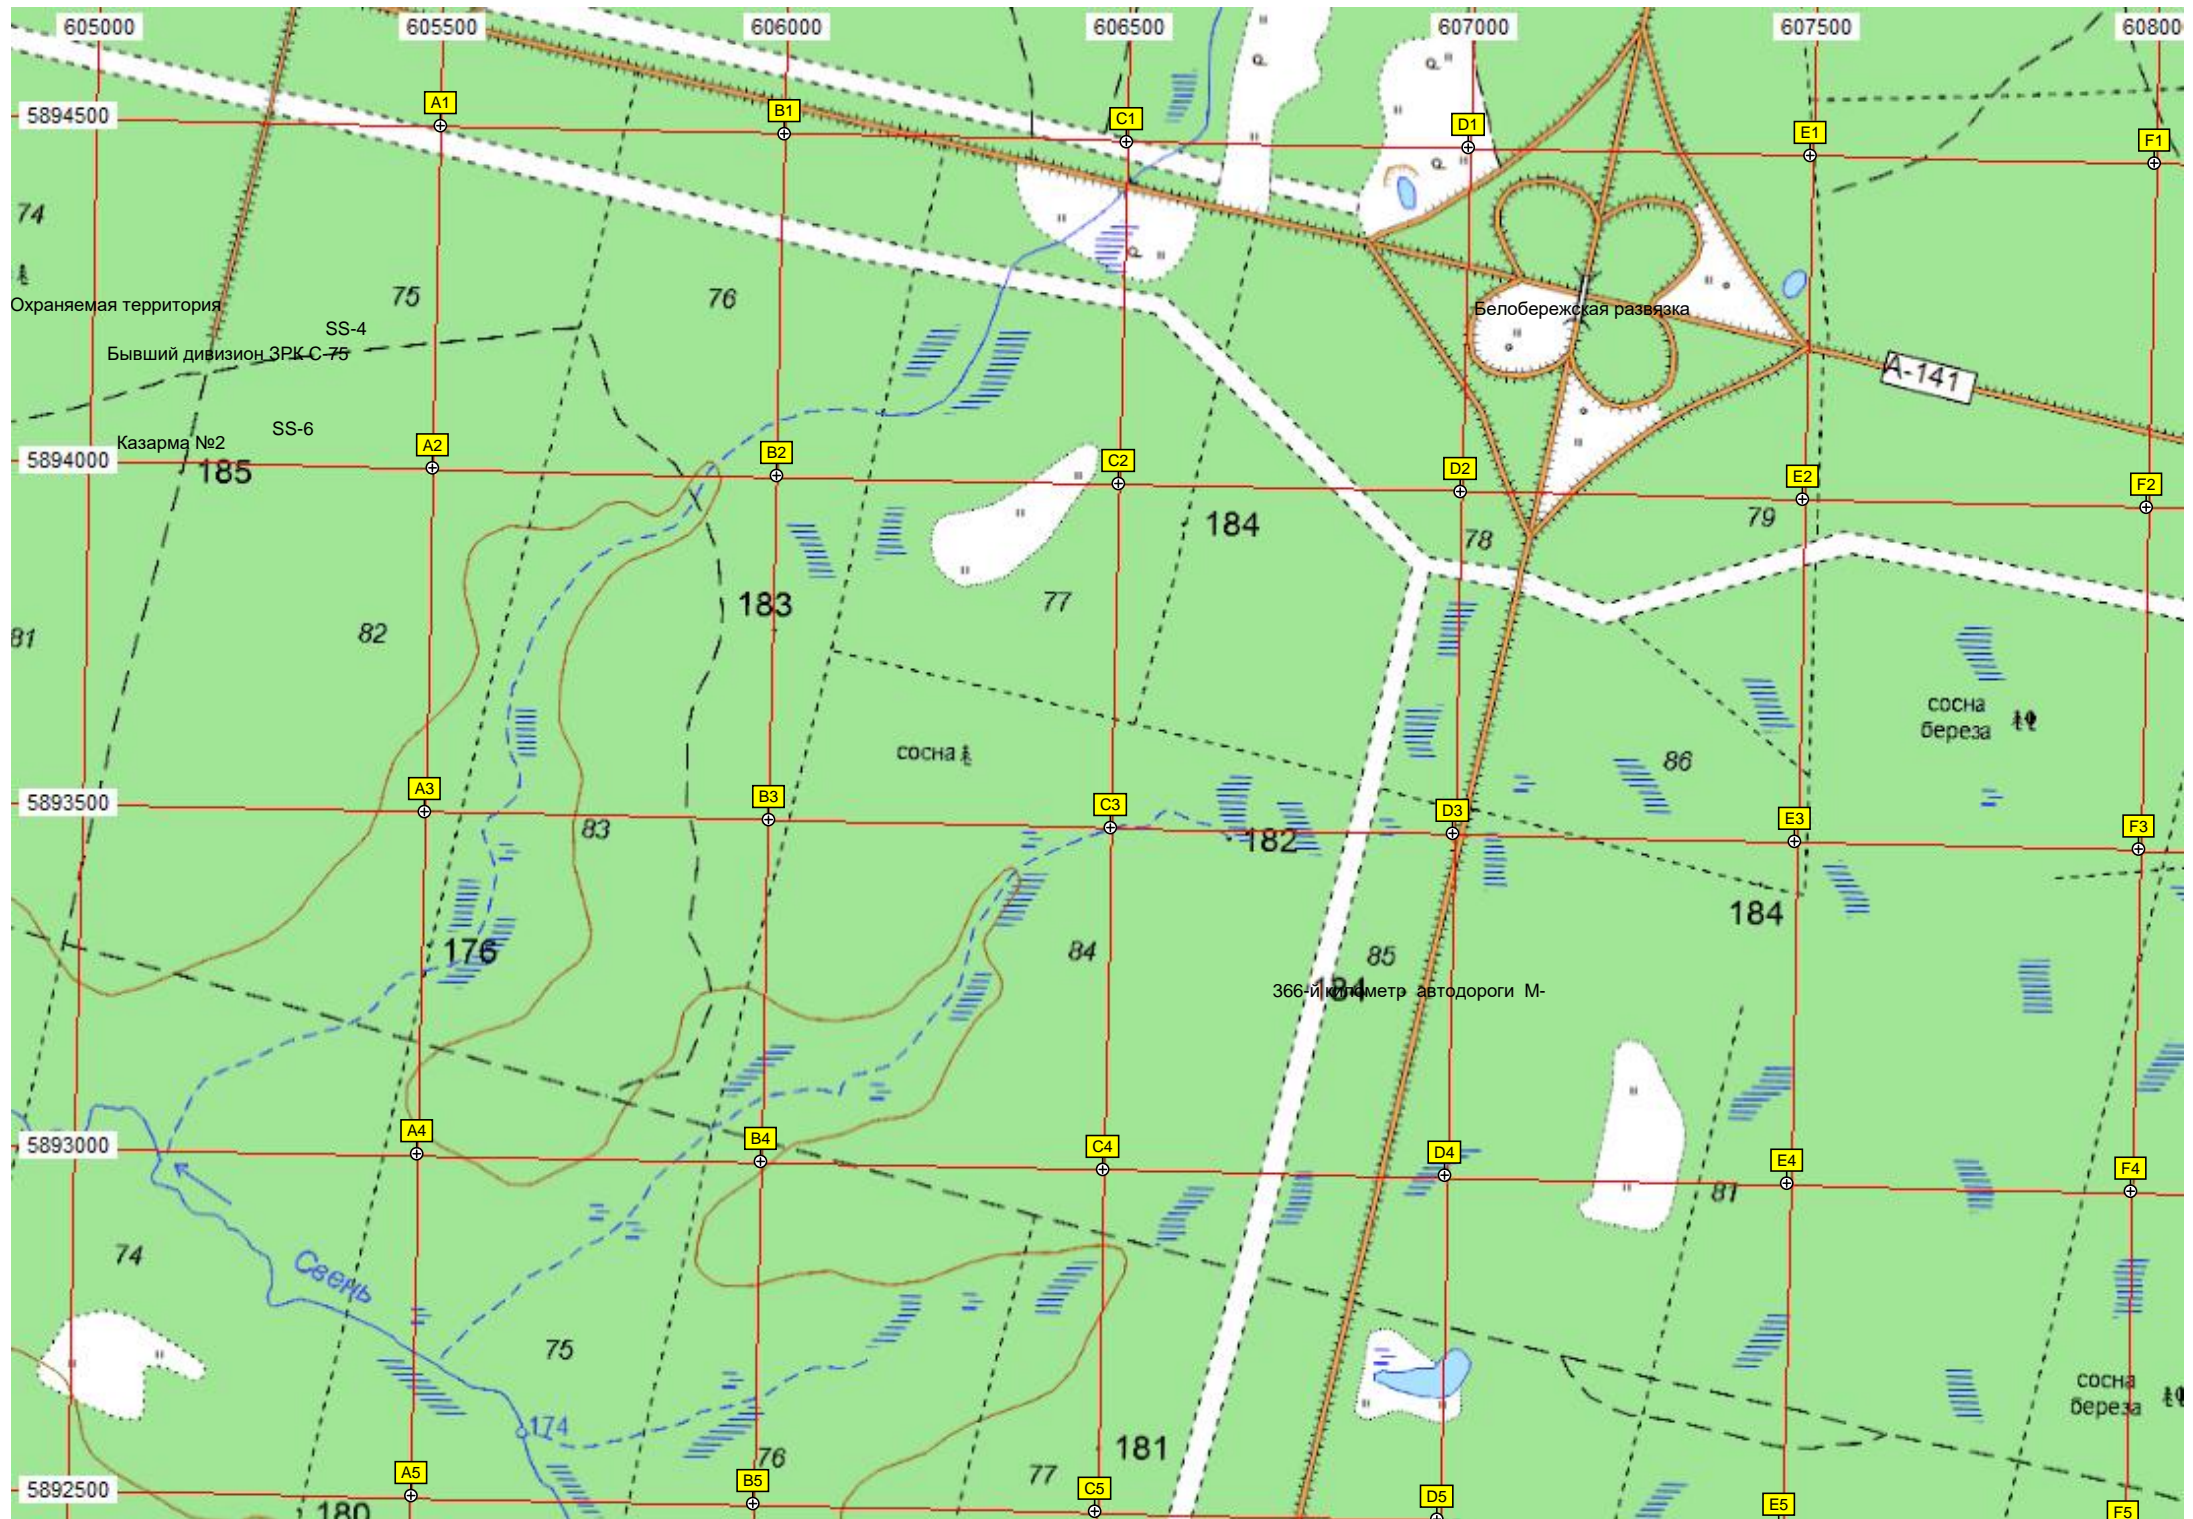 605000 605500 606000 606500 607000 607500 60800
5894500 A1 B1 C1 D1 E1 F1
74
75 76
Охраняемая территория
Белобережская развязка
SS-4
Бывший дивизион ЗРК С-75
А-141
SS-6
Казарма №2
185
5894000 A2 B2 C2 D2 E2 F2
184 78 79
183 77
81 82
сосна
береза
сосна
86
5893500 A3 B3 C3 D3 E3 F3
83 182
184
176 84 85
184
366-й километр автодороги М-
5893000 A4 B4 C4 D4 E4 F4
81
74
Свень
75
сосна
береза
174
76 77 181
5892500 A5 B5 C5 D5 E5 F5
180